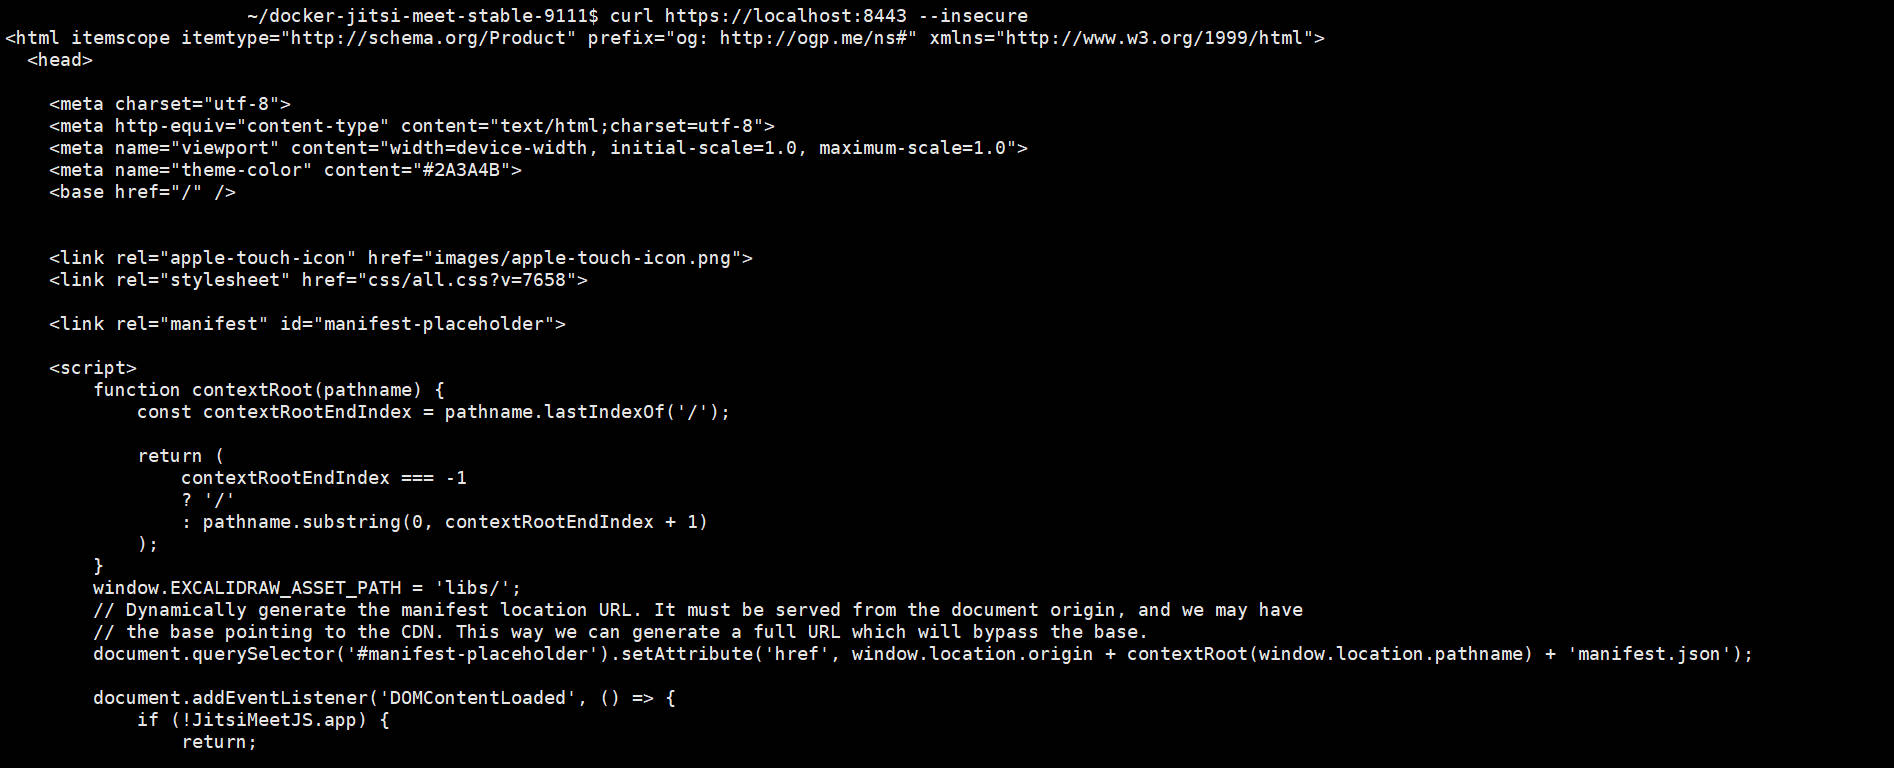 ~/docker-jitsi-meet-stable-9111$ curl https://localhost:8443 --insecure
<html itemscope itemtype="http://schema.org/Product" prefix="og: http://ogp.me/ns#" xmlns="http://www.w3.org/1999/html">
  <head>

    <meta charset="utf-8">
    <meta http-equiv="content-type" content="text/html;charset=utf-8">
    <meta name="viewport" content="width=device-width, initial-scale=1.0, maximum-scale=1.0">
    <meta name="theme-color" content="#2A3A4B">
    <base href="/" />

    <link rel="apple-touch-icon" href="images/apple-touch-icon.png">
    <link rel="stylesheet" href="css/all.css?v=7658">

    <link rel="manifest" id="manifest-placeholder">

    <script>
        function contextRoot(pathname) {
            const contextRootEndIndex = pathname.lastIndexOf('/');

            return (
                contextRootEndIndex === -1
                ? '/'
                : pathname.substring(0, contextRootEndIndex + 1)
            );
        }
        window.EXCALIDRAW_ASSET_PATH = 'libs/';
        // Dynamically generate the manifest location URL. It must be served from the document origin, and we may have
        // the base pointing to the CDN. This way we can generate a full URL which will bypass the base.
        document.querySelector('#manifest-placeholder').setAttribute('href', window.location.origin + contextRoot(window.location.pathname) + 'manifest.json');

        document.addEventListener('DOMContentLoaded', () => {
            if (!JitsiMeetJS.app) {
                return;